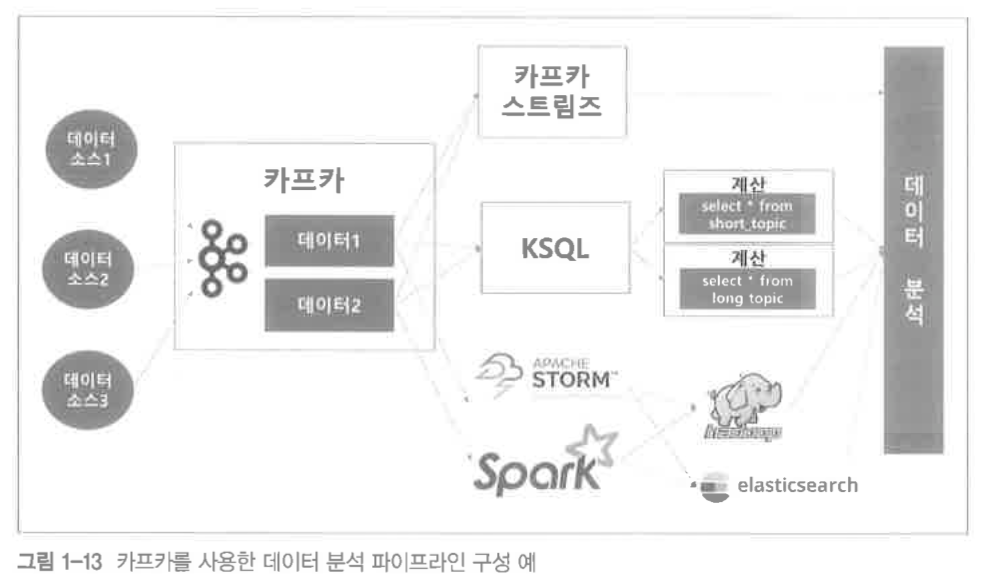 데이터
소스1
데이터
소스2
데이터
소스3
카프카
데이터1
데이터2
카프카
스트림즈
KSQL
계산
select * from
short_topic
계산
select * from
long topic
APACHE
STORM™
Spark
hadoop
elasticsearch
데이터 분석
그림 1-13 카프카를 사용한 데이터 분석 파이프라인 구성 예